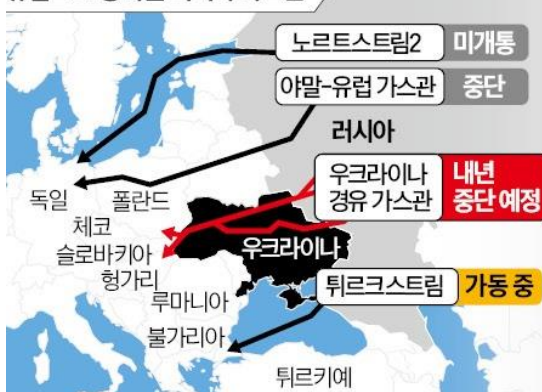 노르트스트림2 미개통
야말-유럽 가스관 중단
러시아
우크라이나 경유 가스관
내년 중단 예정
독일
폴란드
체코
슬로바키아
헝가리
우크라이나
루마니아
튀르크스트림 가동 중
불가리아
튀르키예